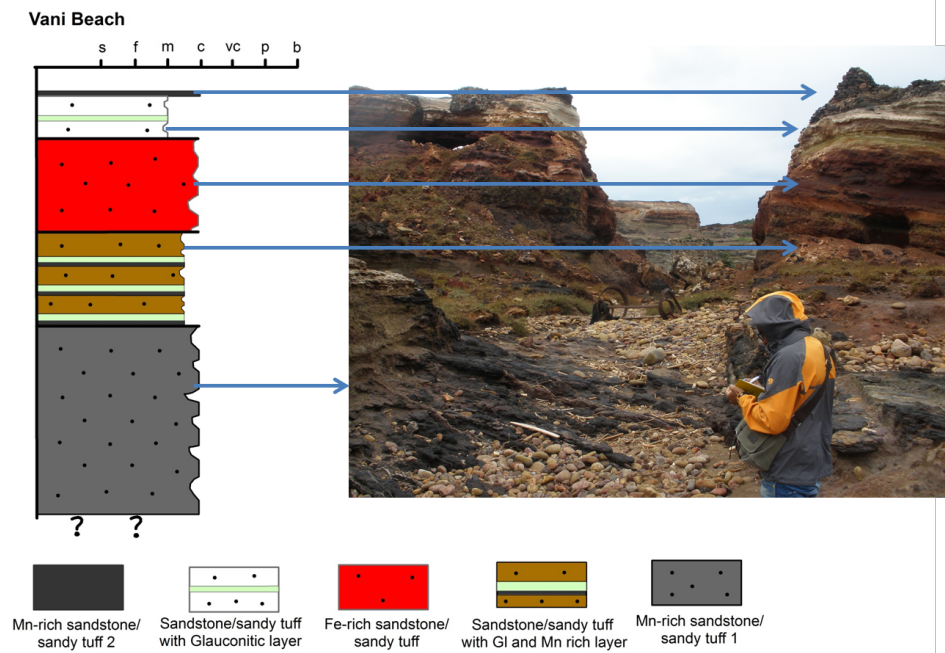 Vani Beach
s f m c vc p b
? ?
Mn-rich sandstone/
sandy tuff 2
Sandstone/sandy tuff
with Glauconitic layer
Fe-rich sandstone/
sandy tuff
Sandstone/sandy tuff
with Gl and Mn rich layer
Mn-rich sandstone/
sandy tuff 1